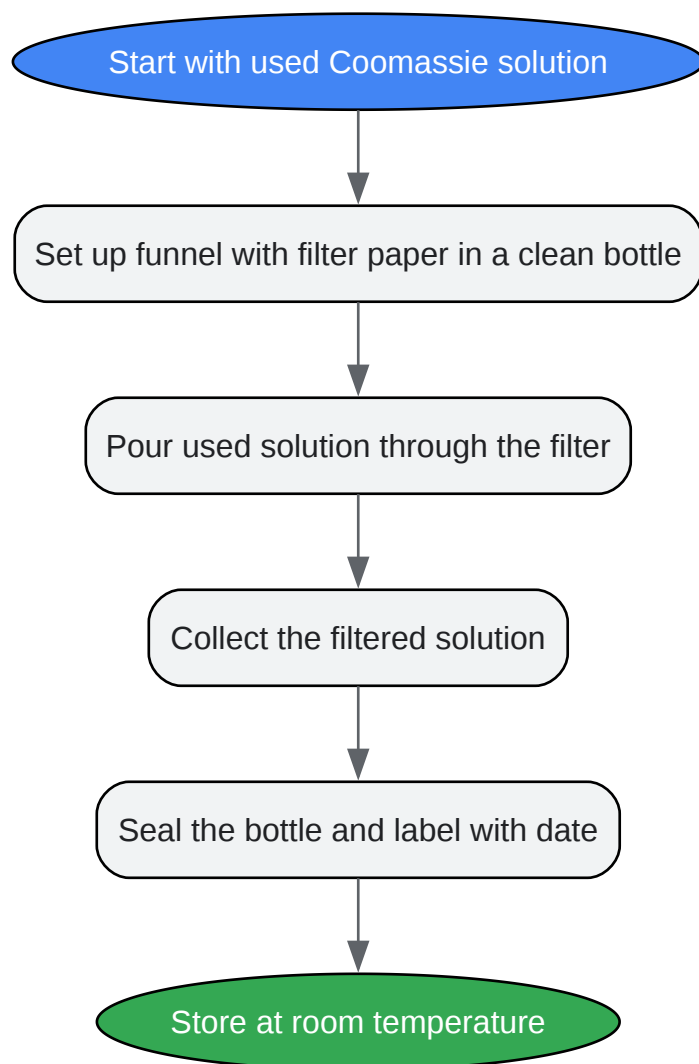 Start with used Coomassie solution
Set up funnel with filter paper in a clean bottle
Pour used solution through the filter
Collect the filtered solution
Seal the bottle and label with date
Store at room temperature